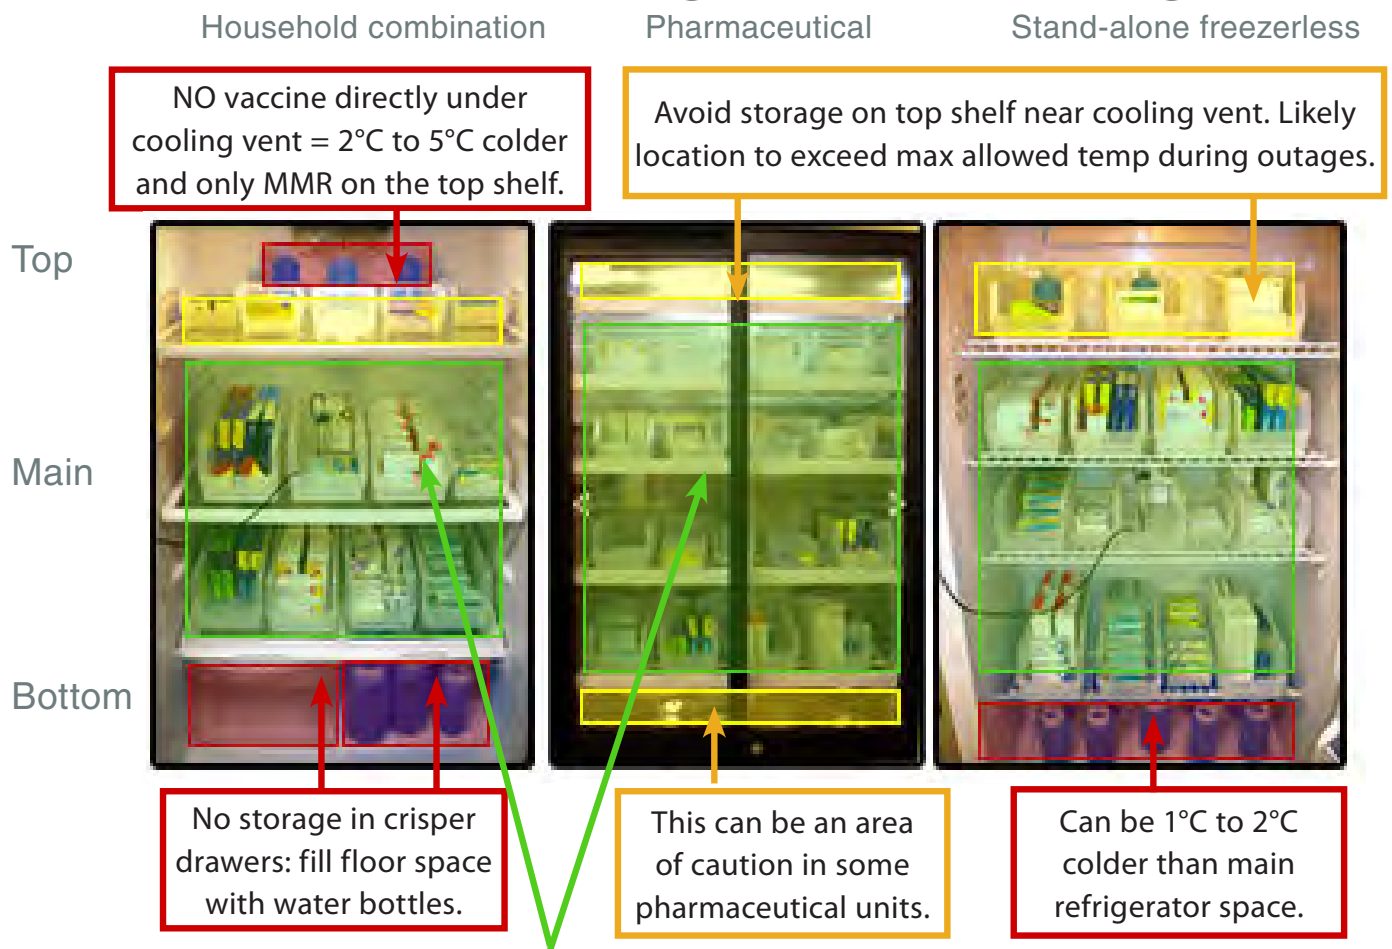 Household combination
Pharmaceutical
Stand-alone freezerless
NO vaccine directly under
cooling vent = 2°C to 5°C colder
and only MMR on the top shelf.
Avoid storage on top shelf near cooling vent. Likely
location to exceed max allowed temp during outages.
Top
Main
Bottom
No storage in crisper
drawers: fill floor space
with water bottles.
This can be an area
of caution in some
pharmaceutical units.
Can be 1°C to 2°C
colder than main
refrigerator space.